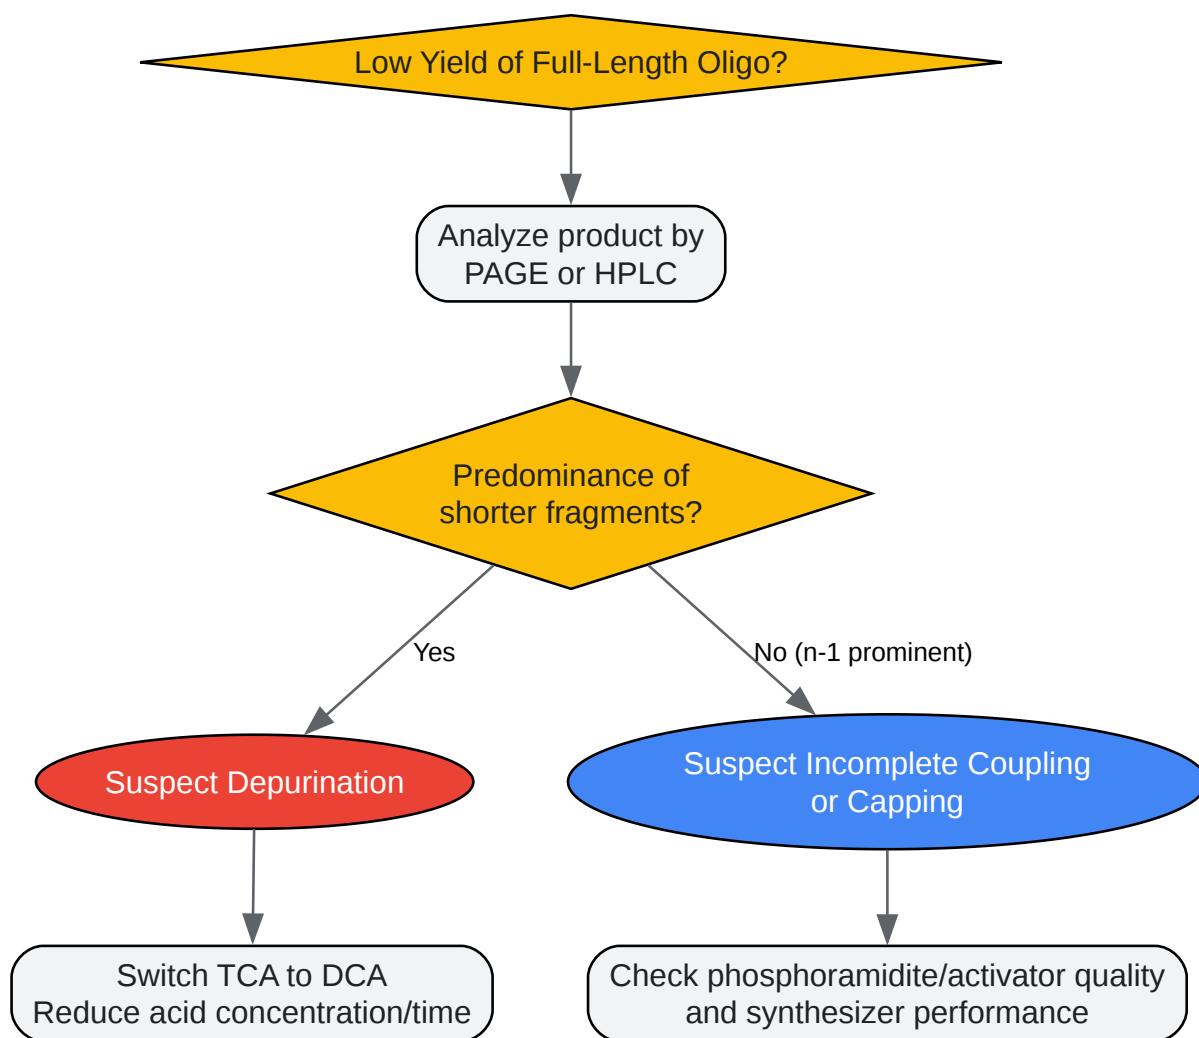 Low Yield of Full-Length Oligo?
Analyze product by
PAGE or HPLC
Predominance of
shorter fragments?
Yes
No (n-1 prominent)
Suspect Depurination
Suspect Incomplete Coupling
or Capping
Switch TCA to DCA
Reduce acid concentration/time
Check phosphoramidite/activator quality
and synthesizer performance